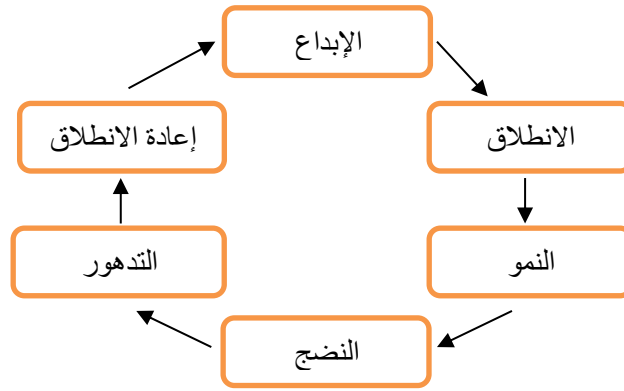 الإبداع
الانطلاق
النمو
النضج
التدهور
إعادة الانطلاق